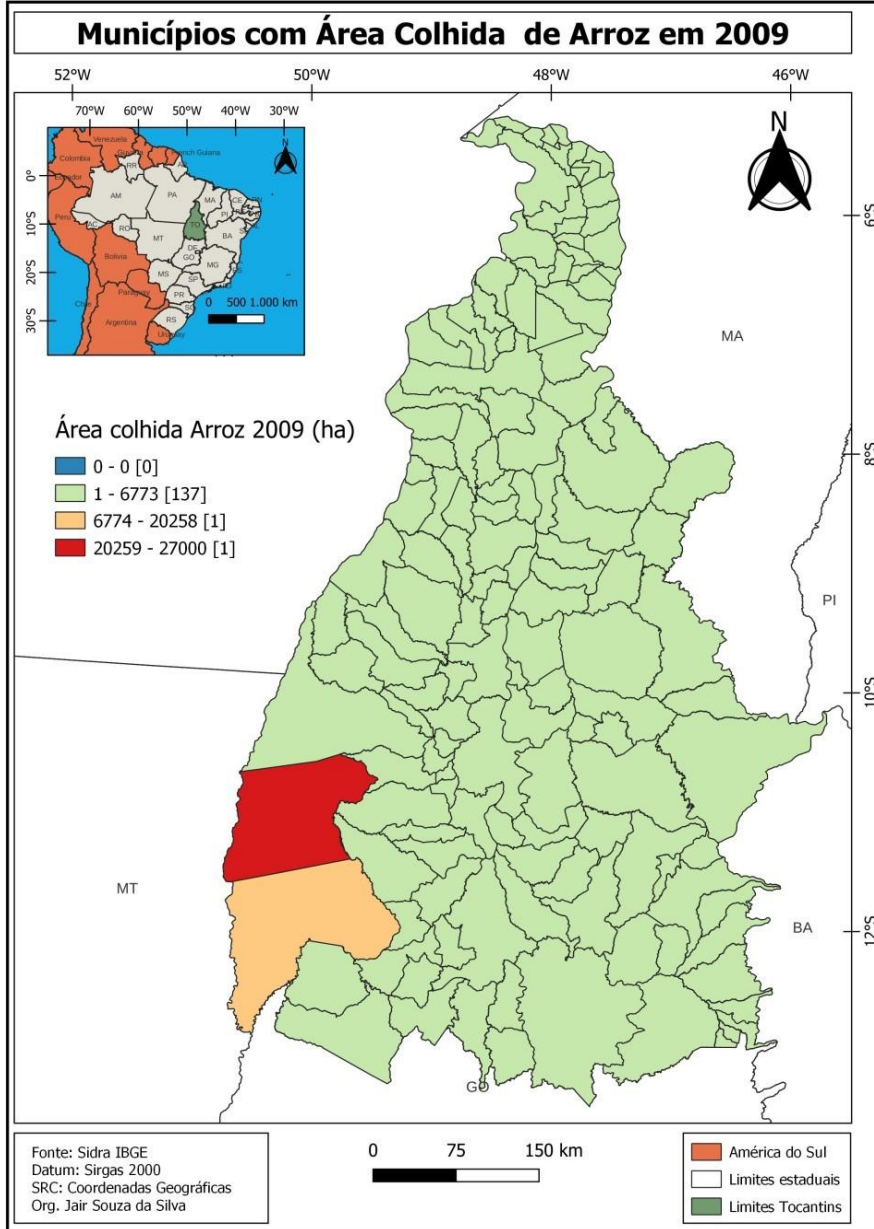 Municípios com Área Colhida de Arroz em 2009
52°W 50°W 48°W 46°W
70°W 60°W 50°W 40°W 30°W
0°
10°S
20°S
30°S
Venezuela
Colombia
French Guiana
RR
AM
PA
MA
CE
PI
TO
AC
RO
MT
BA
Bolivia
GO
MG
MS
SP
Paraguay
PR
Chile
Argentina
RS
Uruguay
0 500 1.000 km
N
6°S
8°S
10°S
12°S
MA
PI
BA
GO
MT
Área colhida Arroz 2009 (ha)
0 - 0 [0]
1 - 6773 [137]
6774 - 20258 [1]
20259 - 27000 [1]
Fonte: Sidra IBGE
Datum: Sirgas 2000
SRC: Coordenadas Geográficas
Org. Jair Souza da Silva
0 75 150 km
América do Sul
Limites estaduais
Limites Tocantins